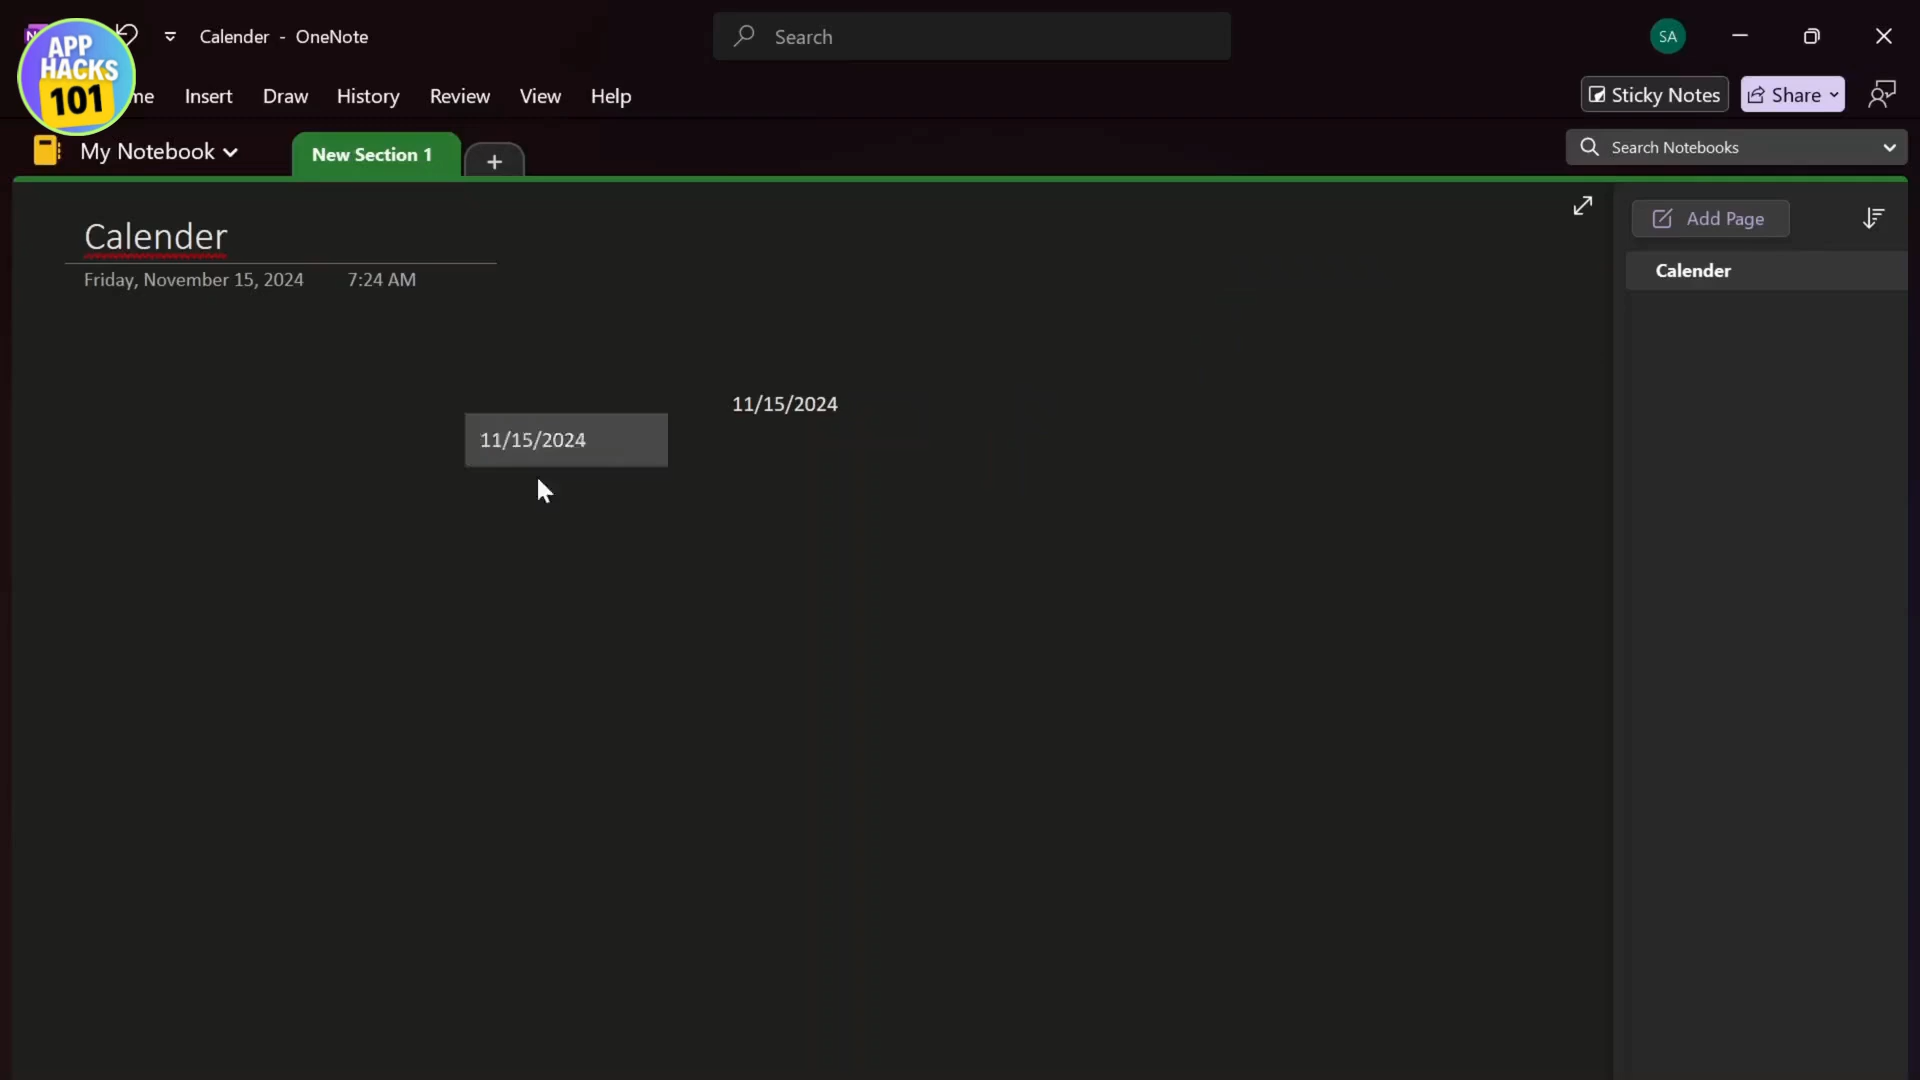 APP
HACKS
101
Calender - OneNote
Search
SA
me Insert Draw History Review View Help
Sticky Notes
Share
My Notebook
New Section 1
+
Search Notebooks
Calender
Friday, November 15, 2024 7:24 AM
Add Page
Calender
11/15/2024
11/15/2024